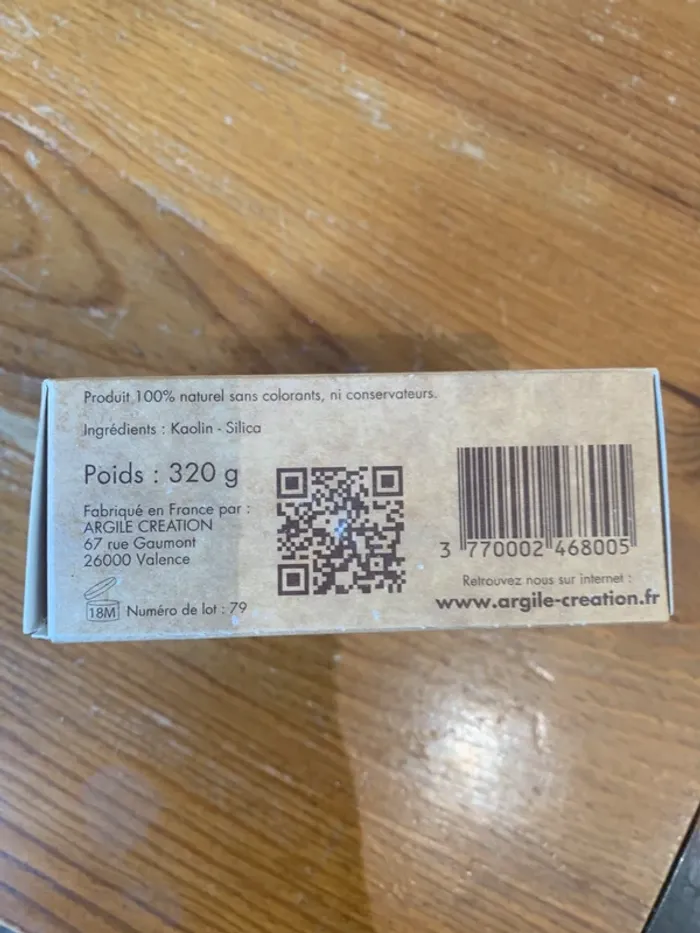 Produit 100% naturel sans colorants, ni conservateurs.
Ingrédients : Kaolin - Silica
Poids : 320 g
Fabriqué en France par :
ARGILE CREATION
67 rue Gaumont
26000 Valence
18M Numéro de lot : 79
3 770002 468005
Retrouvez nous sur internet :
www.argile-creation.fr